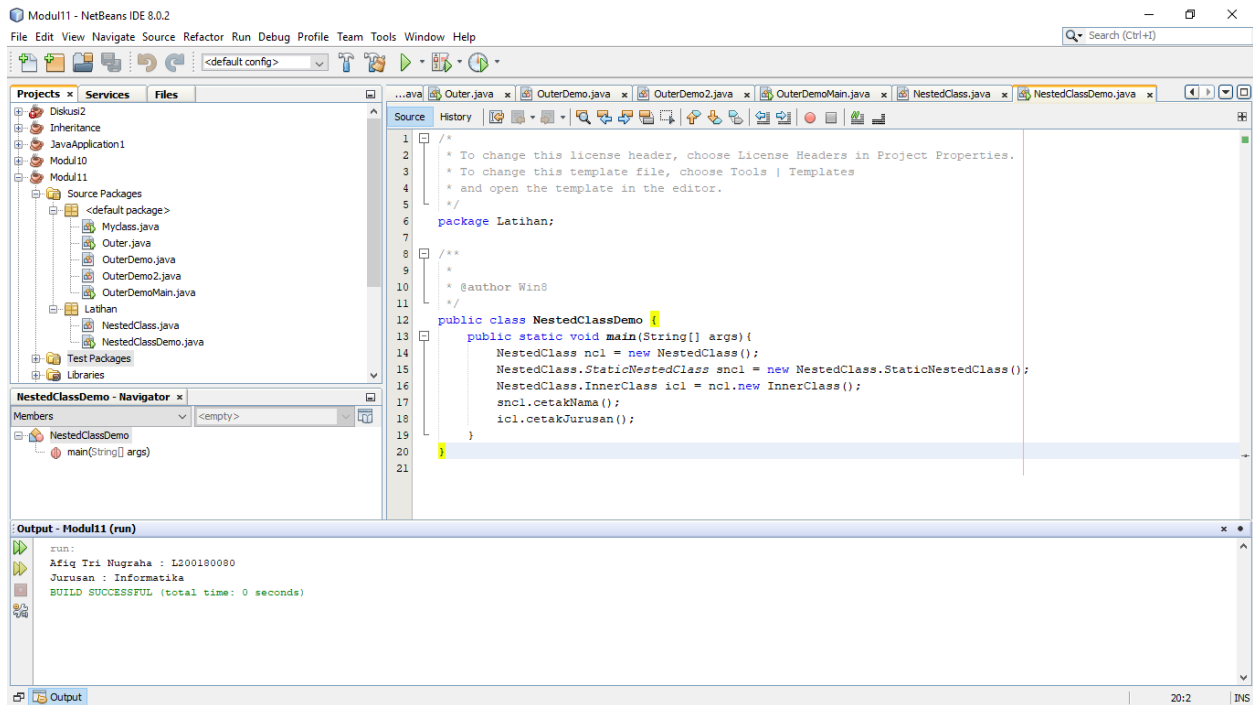 Modul11 - NetBeans IDE 8.0.2
File Edit View Navigate Source Refactor Run Debug Profile Team Tools Window Help
Search (Ctrl+I)
<default config>
Projects x Services Files
Diskusi2
Inheritance
JavaApplication1
Modul10
Modul11
Source Packages
<default package>
Myclass.java
Outer.java
OuterDemo.java
OuterDemo2.java
OuterDemoMain.java
Latihan
NestedClass.java
NestedClassDemo.java
Test Packages
Libraries
NestedClassDemo - Navigator x
Members <empty>
NestedClassDemo
main(String[] args)
...ava Outer.java x OuterDemo.java x OuterDemo2.java x OuterDemoMain.java x NestedClass.java x NestedClassDemo.java x
Source History
1 /*
2 * To change this license header, choose License Headers in Project Properties.
3 * To change this template file, choose Tools | Templates
4 * and open the template in the editor.
5 */
6 package Latihan;
7
8 /**
9 *
10 * @author Win8
11 */
12 public class NestedClassDemo {
13 public static void main(String[] args){
14 NestedClass ncl = new NestedClass();
15 NestedClass.StaticNestedClass sncl = new NestedClass.StaticNestedClass();
16 NestedClass.InnerClass icl = ncl.new InnerClass();
17 sncl.cetakNama();
18 icl.cetakJurusan();
19 }
20 }
21
Output - Modul11 (run)
run:
Afiq Tri Nugraha : L200180080
Jurusan : Informatika
BUILD SUCCESSFUL (total time: 0 seconds)
Output
20:2 INS